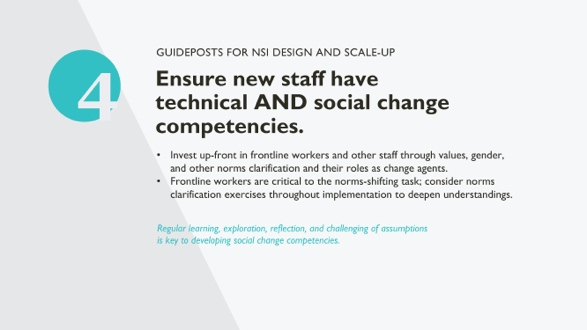 GUIDEPOSTS FOR NSI DESIGN AND SCALE-UP
4
Ensure new staff have
technical AND social change
competencies.
• Invest up-front in frontline workers and other staff through values, gender,
and other norms clarification and their roles as change agents.
• Frontline workers are critical to the norms-shifting task; consider norms
clarification exercises throughout implementation to deepen understandings.
Regular learning, exploration, reflection, and challenging of assumptions
is key to developing social change competencies.